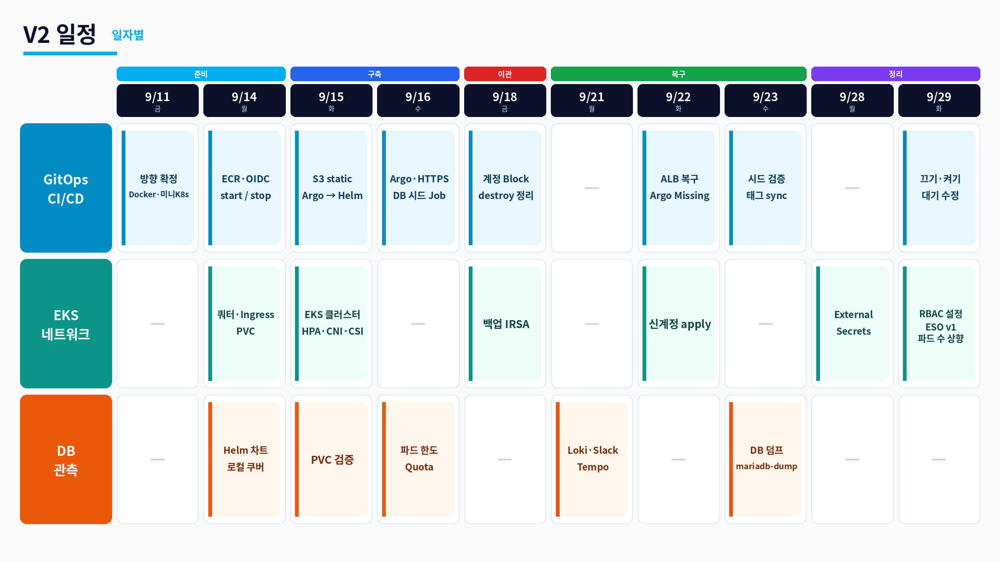 V2 일정
일자별
준비
구축
이관
복구
정리
9/11
금
9/14
월
9/15
화
9/16
수
9/18
금
9/21
월
9/22
화
9/23
수
9/28
월
9/29
화
GitOps
CI/CD
방향 확정
Docker·미니K8s
ECR·OIDC
start / stop
S3 static
Argo → Helm
Argo·HTTPS
DB 시드 Job
계정 Block
destroy 정리
—
ALB 복구
Argo Missing
시드 검증
태그 sync
—
끄기·켜기
대기 수정
EKS
네트워크
—
쿼터·Ingress
PVC
EKS 클러스터
HPA·CNI·CSI
—
백업 IRSA
—
신계정 apply
—
External
Secrets
RBAC 설정
ESO v1
파드 수 상향
DB
관측
—
Helm 차트
로컬 쿠버
PVC 검증
파드 한도
Quota
—
Loki·Slack
Tempo
—
DB 덤프
mariadb-dump
—
—